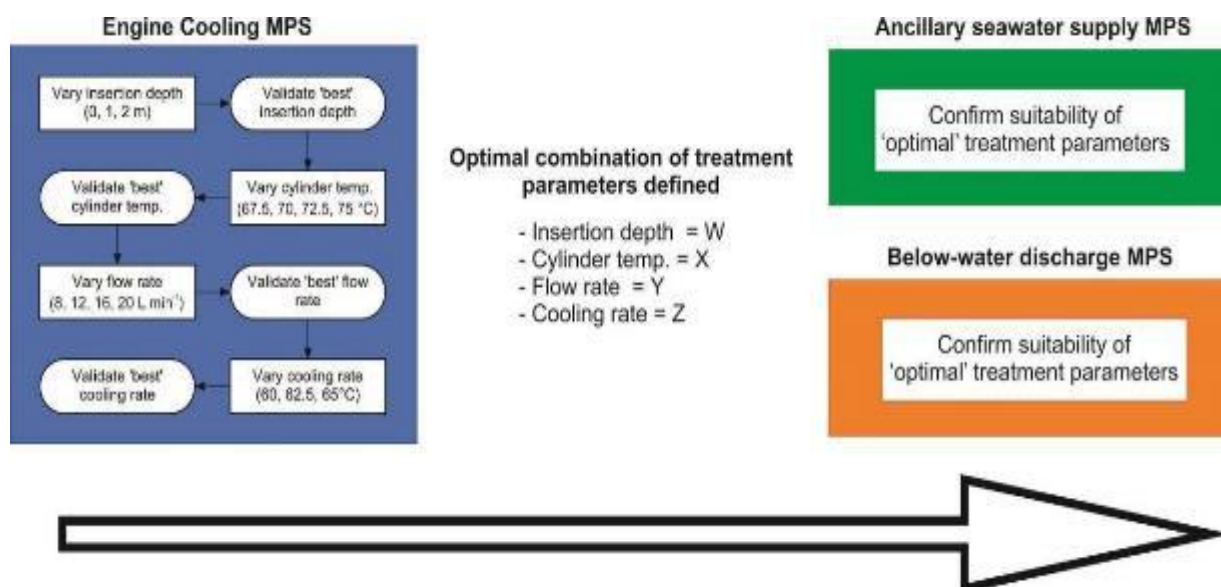 Engine Cooling MPS
Vary insertion depth
(0, 1, 2 m)
Validate 'best'
insertion depth
Validate 'best'
cylinder temp.
Vary cylinder temp.
(67.5, 70, 72.5, 75 °C)
Vary flow rate
(8, 12, 16, 20 L min⁻¹)
Validate 'best' flow
rate
Validate 'best'
cooling rate
Vary cooling rate
(60, 62.5, 65°C)
Optimal combination of treatment
parameters defined
- Insertion depth = W
- Cylinder temp. = X
- Flow rate = Y
- Cooling rate = Z
Ancillary seawater supply MPS
Confirm suitability of
'optimal' treatment parameters
Below-water discharge MPS
Confirm suitability of
'optimal' treatment parameters